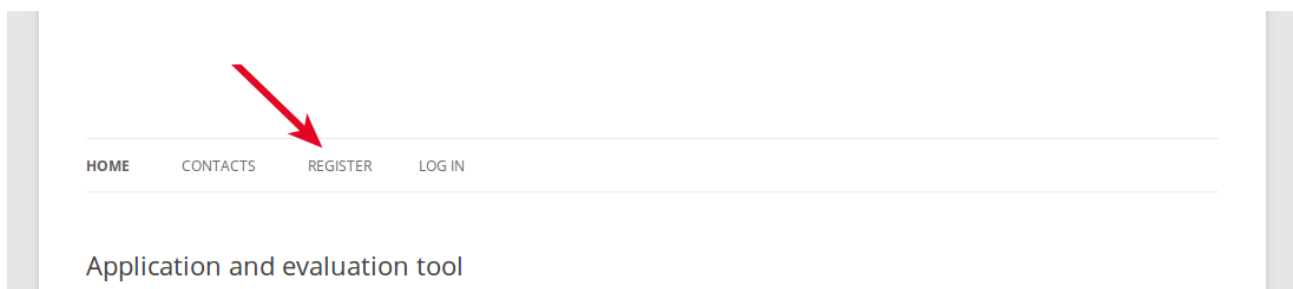 HOME CONTACTS REGISTER LOG IN
Application and evaluation tool